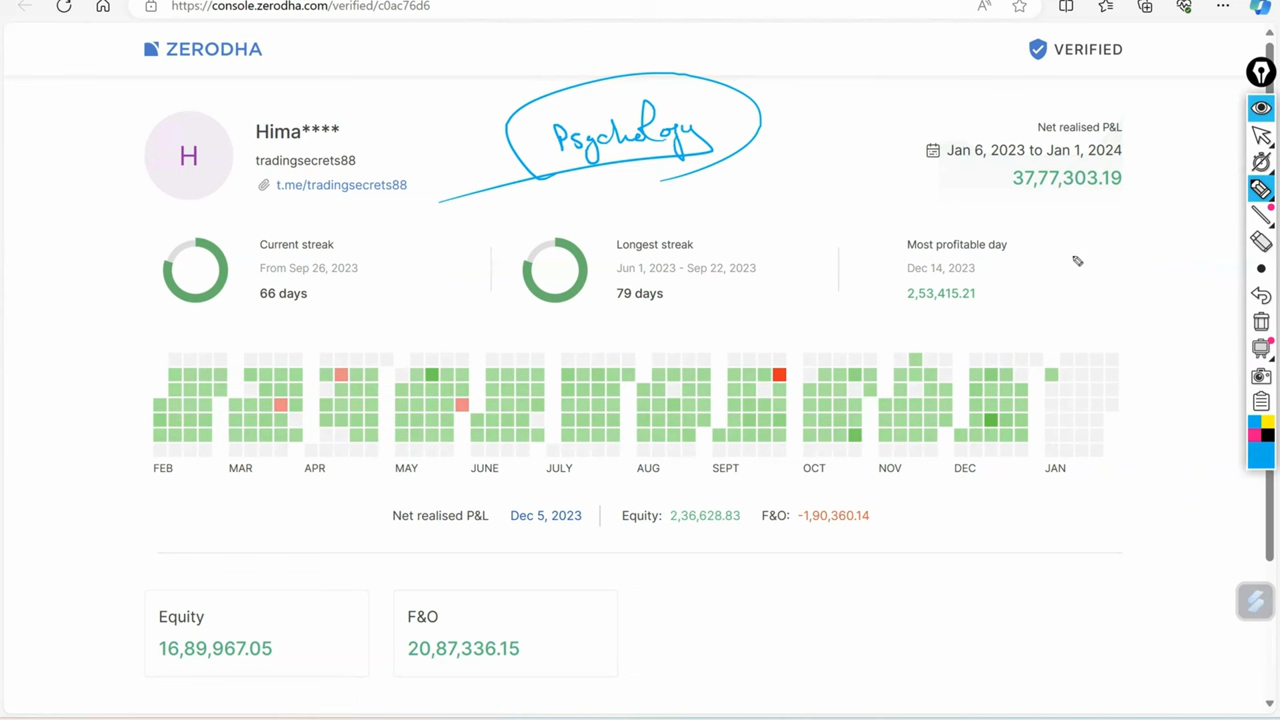 https://console.zerodha.com/verified/c0ac76d6
ZERODHA
VERIFIED
Hima****
tradingsecrets88
t.me/tradingsecrets88
H
Psychology
Net realised P&L
Jan 6, 2023 to Jan 1, 2024
37,77,303.19
Current streak
From Sep 26, 2023
66 days
Longest streak
Jun 1, 2023 - Sep 22, 2023
79 days
Most profitable day
Dec 14, 2023
2,53,415.21
FEB MAR APR MAY JUNE JULY AUG SEPT OCT NOV DEC JAN
Net realised P&L Dec 5, 2023 Equity: 2,36,628.83 F&O: -1,90,360.14
Equity
16,89,967.05
F&O
20,87,336.15